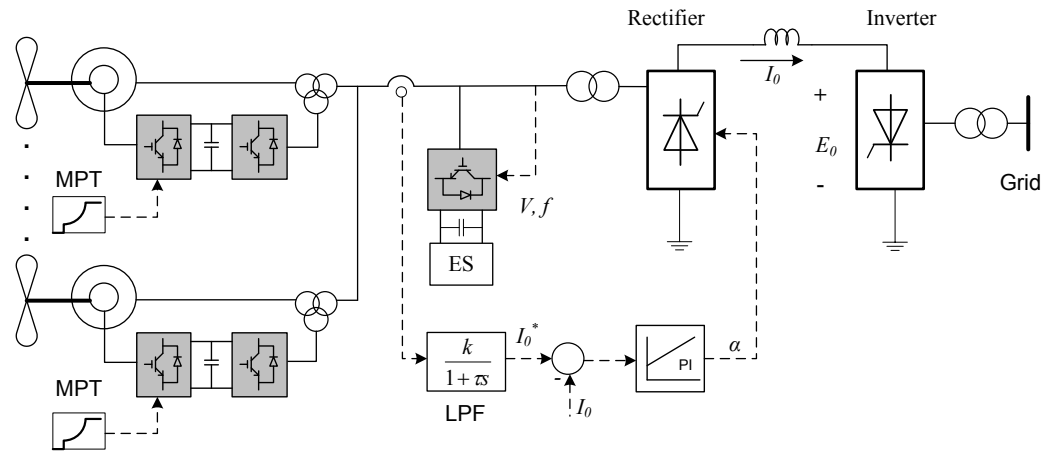 Rectifier
Inverter
I₀
+
E₀
-
Grid
MPT
V, f
ES
MPT
k
1 + τs
LPF
I₀*
-
I₀
PI
α